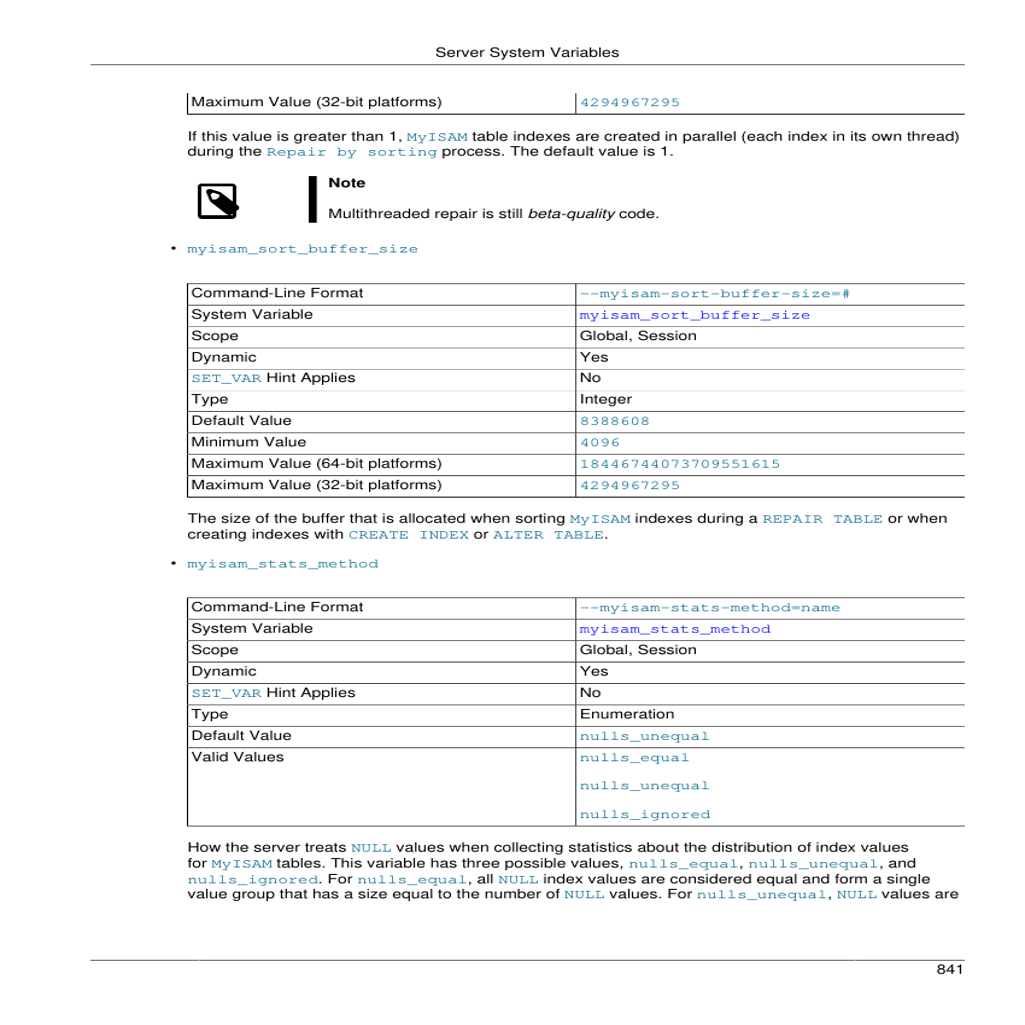 Server System Variables
Maximum Value (32-bit platforms) 4294967295
If this value is greater than 1, MyISAM table indexes are created in parallel (each index in its own thread)
during the Repair by sorting process. The default value is 1.
Note
Multithreaded repair is still beta-quality code.
• myisam_sort_buffer_size
Command-Line Format --myisam-sort-buffer-size=#
System Variable myisam_sort_buffer_size
Scope Global, Session
Dynamic Yes
SET_VAR Hint Applies No
Type Integer
Default Value 8388608
Minimum Value 4096
Maximum Value (64-bit platforms) 18446744073709551615
Maximum Value (32-bit platforms) 4294967295
The size of the buffer that is allocated when sorting MyISAM indexes during a REPAIR TABLE or when
creating indexes with CREATE INDEX or ALTER TABLE.
• myisam_stats_method
Command-Line Format --myisam-stats-method=name
System Variable myisam_stats_method
Scope Global, Session
Dynamic Yes
SET_VAR Hint Applies No
Type Enumeration
Default Value nulls_unequal
Valid Values nulls_equal
nulls_unequal
nulls_ignored
How the server treats NULL values when collecting statistics about the distribution of index values
for MyISAM tables. This variable has three possible values, nulls_equal, nulls_unequal, and
nulls_ignored. For nulls_equal, all NULL index values are considered equal and form a single
value group that has a size equal to the number of NULL values. For nulls_unequal, NULL values are
841